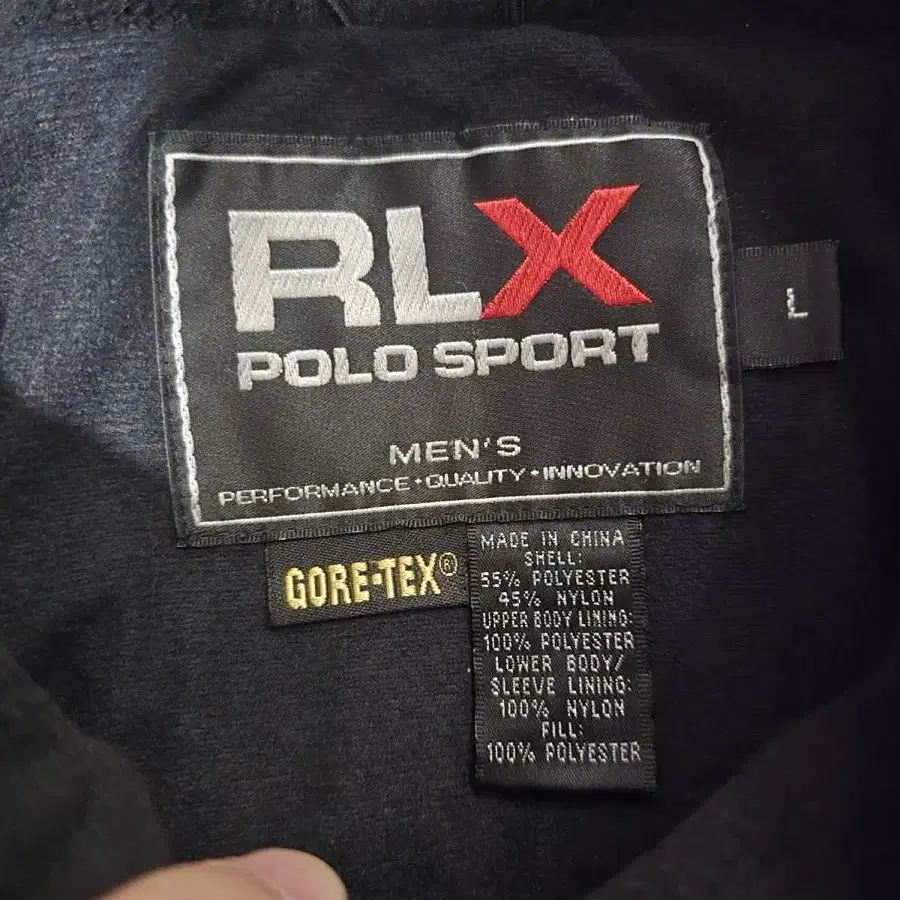 RLX
POLO SPORT
L
MEN'S
PERFORMANCE • QUALITY • INNOVATION
GORE-TEX®
MADE IN CHINA
SHELL:
55% POLYESTER
45% NYLON
UPPER BODY LINING:
100% POLYESTER
LOWER BODY/
SLEEVE LINING:
100% NYLON
FILL:
100% POLYESTER